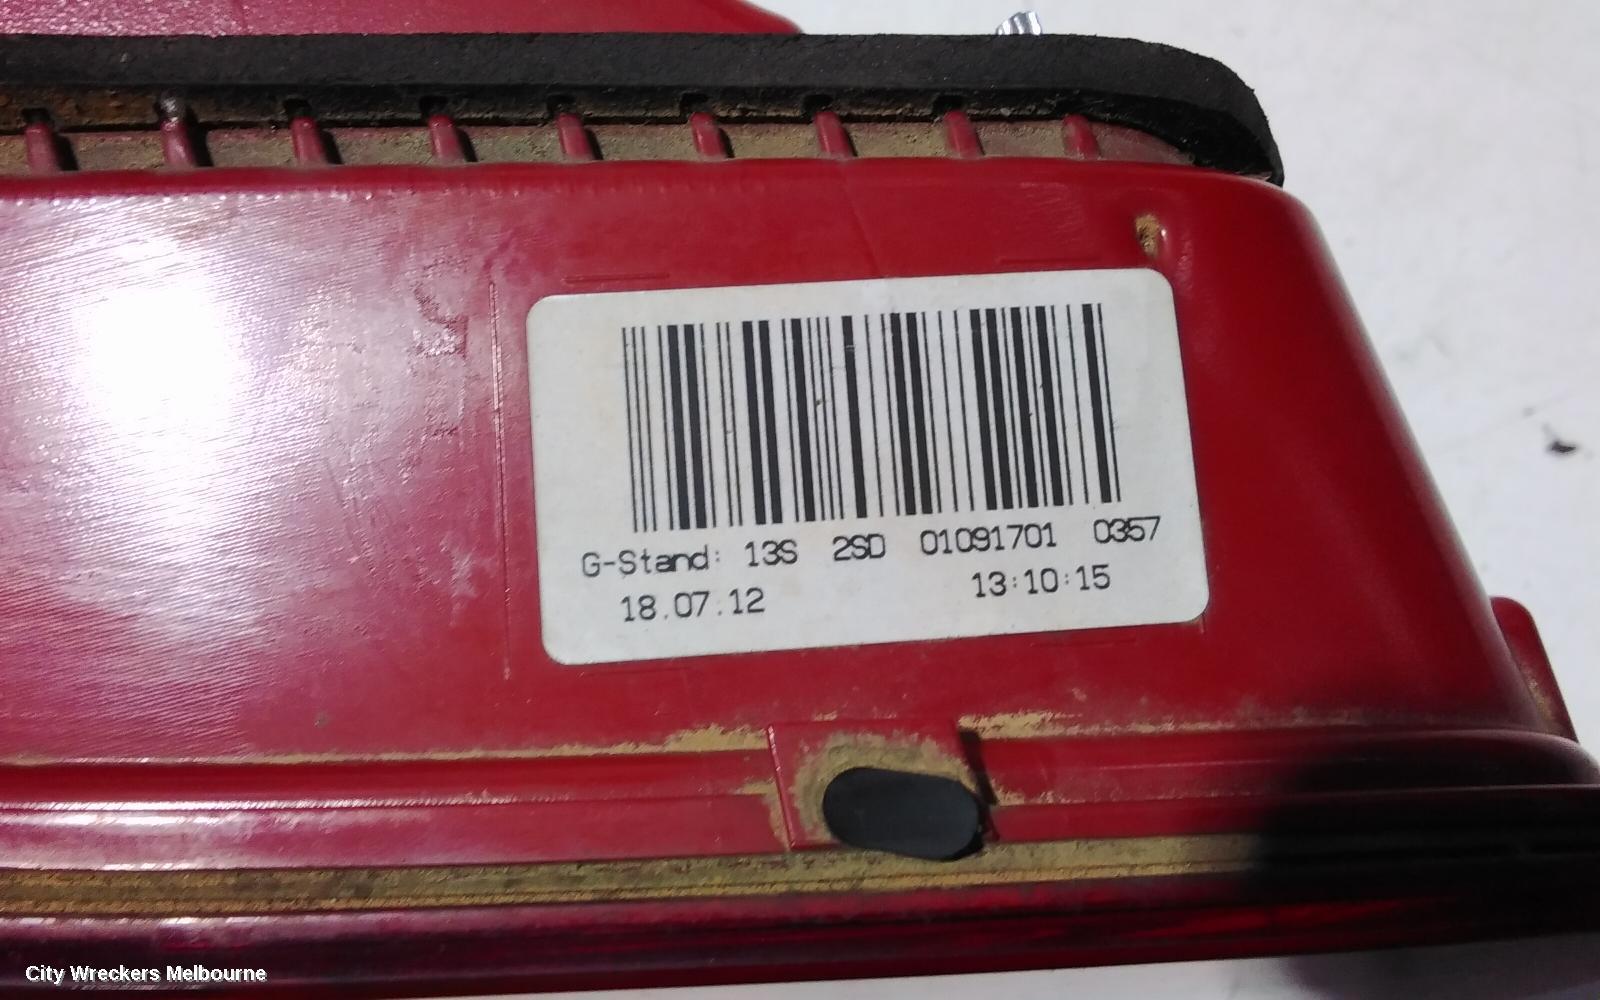 G-Stand: 13S 2SD 01091701 0357
18.07.12 13:10:15
City Wreckers Melbourne